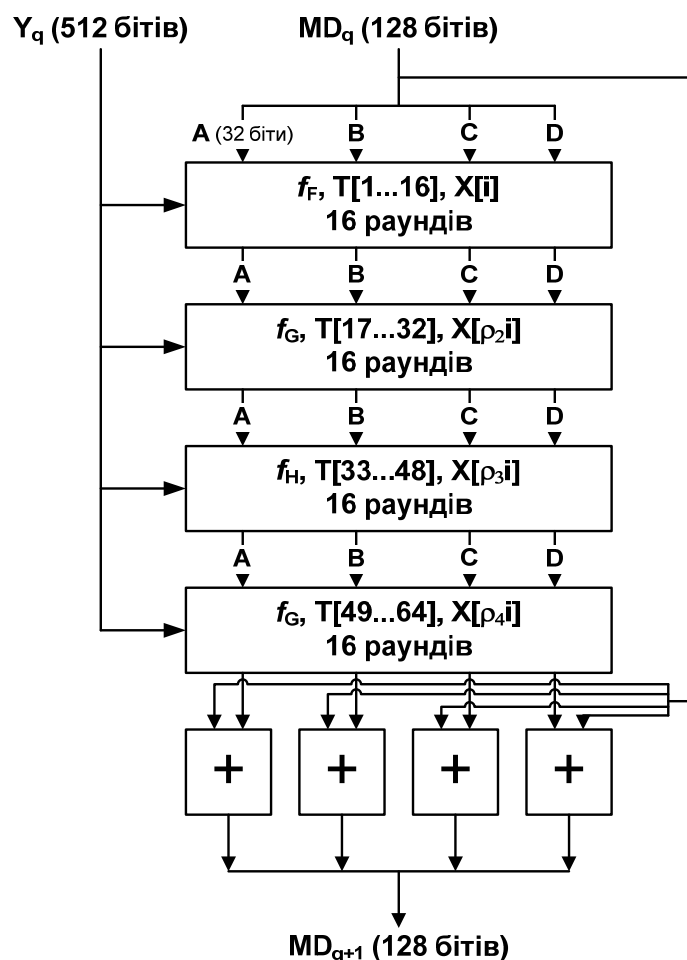 Yq (512 бітів) MDq (128 бітів)
A (32 біти) B C D
fF, T[1...16], X[i]
16 раундів
A B C D
fG, T[17...32], X[ρ2i]
16 раундів
A B C D
fH, T[33...48], X[ρ3i]
16 раундів
A B C D
fG, T[49...64], X[ρ4i]
16 раундів
+ + + +
MDq+1 (128 бітів)